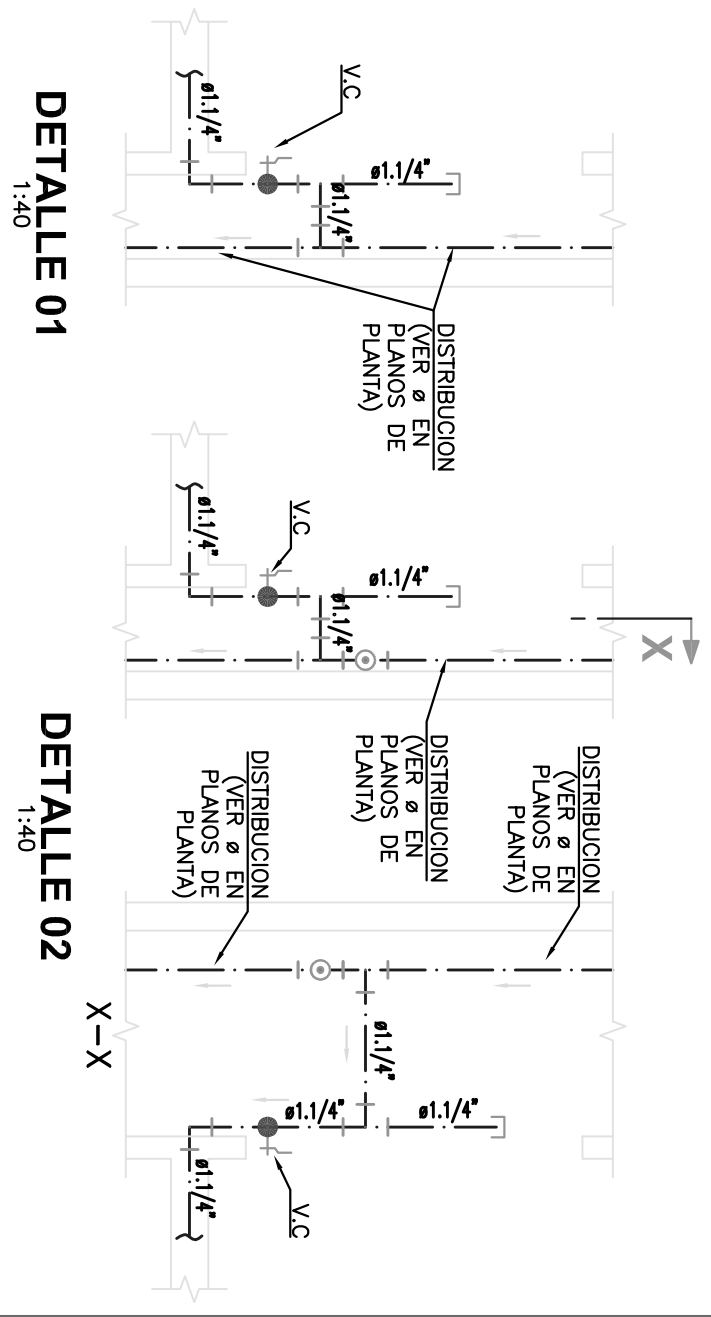 V.C
ø1.1/4"
ø1.1/4"
ø1.1/4"
DISTRIBUCION
(VER ø EN
PLANOS DE
PLANTA)
DETALLE 01
1:40
V.C
ø1.1/4"
ø1.1/4"
ø1.1/4"
X
DISTRIBUCION
(VER ø EN
PLANOS DE
PLANTA)
DETALLE 02
1:40
DISTRIBUCION
(VER ø EN
PLANOS DE
PLANTA)
DISTRIBUCION
(VER ø EN
PLANOS DE
PLANTA)
ø1.1/4"
ø1.1/4"
ø1.1/4"
ø1.1/4"
V.C
X-X